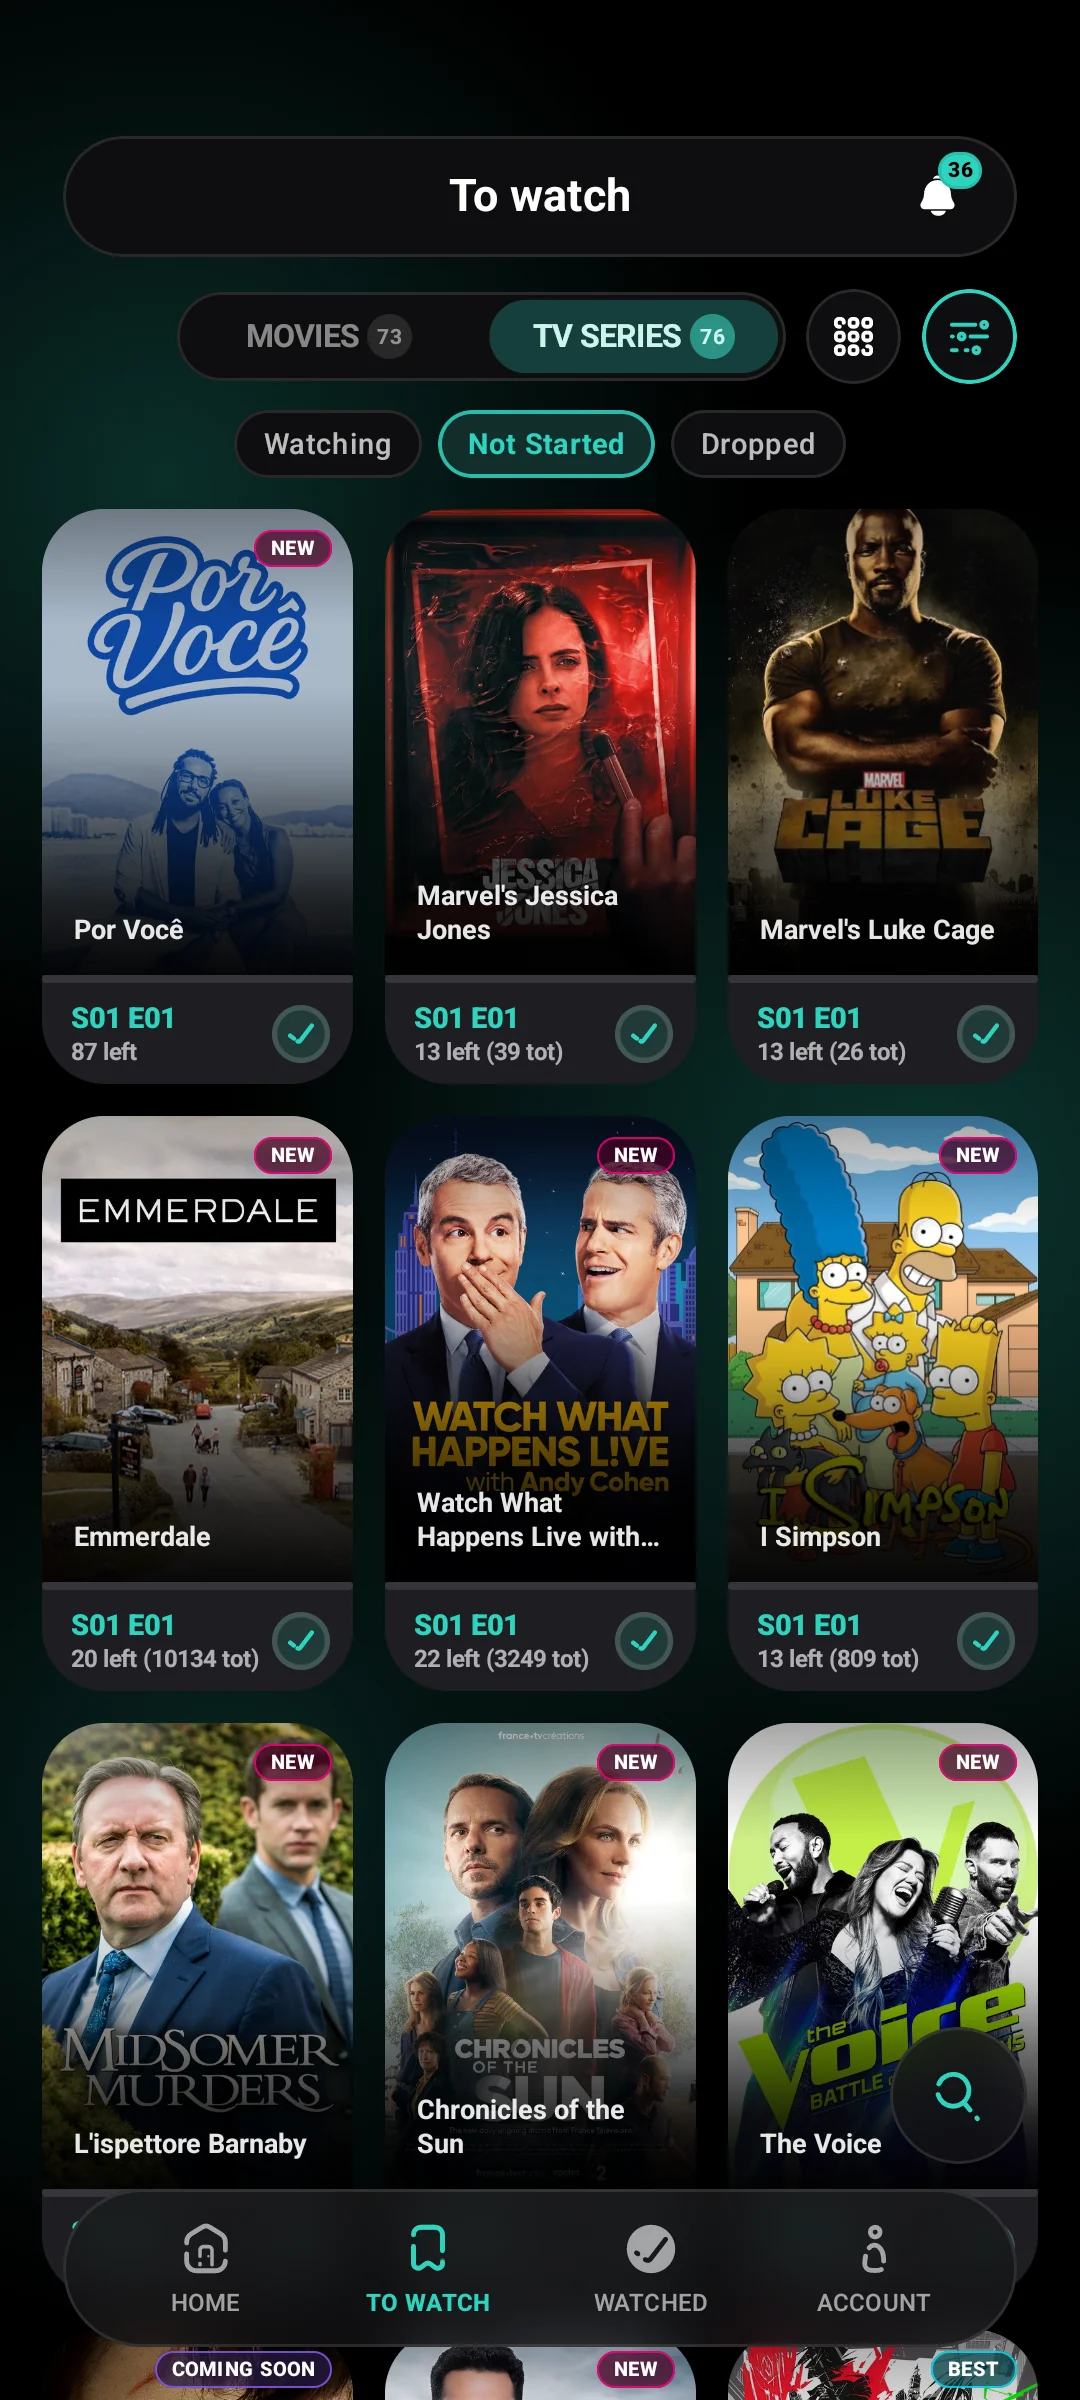 To watch
36
MOVIES 73
TV SERIES 76
Watching
Not Started
Dropped
NEW
Por
Você
Por Você
S01 E01
87 left
JESSICA
JONES
Marvel's Jessica
Jones
S01 E01
13 left (39 tot)
MARVEL
LUKE
CAGE
Marvel's Luke Cage
S01 E01
13 left (26 tot)
NEW
EMMERDALE
Emmerdale
S01 E01
20 left (10134 tot)
NEW
WATCH WHAT
HAPPENS L!VE
with Andy Cohen
Watch What
Happens Live with...
S01 E01
22 left (3249 tot)
NEW
I SIMPSON
I Simpson
S01 E01
13 left (809 tot)
NEW
MIDSOMER
MURDERS
L'ispettore Barnaby
france•tvcréations
NEW
CHRONICLES
OF THE
SUN
Chronicles of the
Sun
NEW
the
Voice
BATTLE
The Voice
HOME
TO WATCH
WATCHED
ACCOUNT
COMING SOON
NEW
BEST